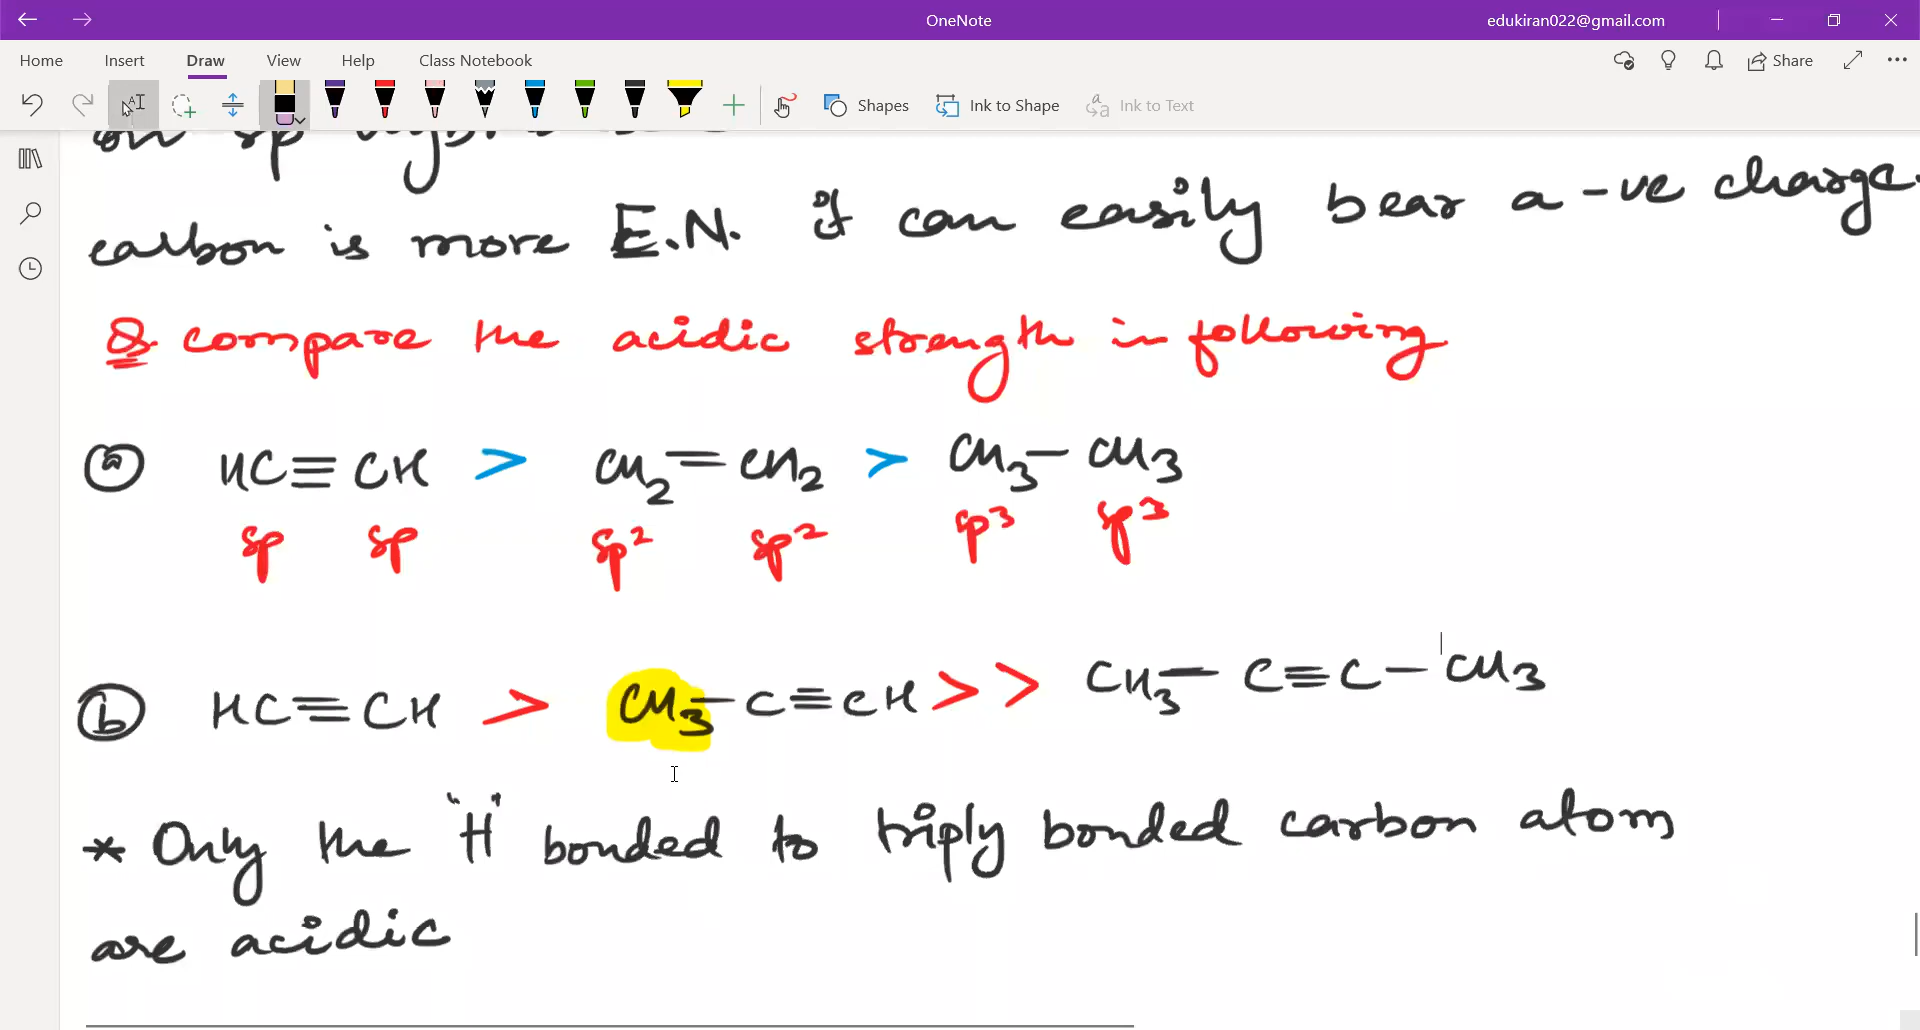 OneNote
edukiran022@gmail.com
Home Insert Draw View Help Class Notebook Share
Shapes Ink to Shape Ink to Text
on sp
carbon is more E.N. it can easily bear a -ve charge.
Q. compare the acidic strength in following
(a) HC≡CH > CH2=CH2 > CH3-CH3
sp sp sp² sp² sp³ sp³
(b) HC≡CH > CH3-C≡CH >> CH3-C≡C-CH3
* Only the "H" bonded to triply bonded carbon atom
are acidic